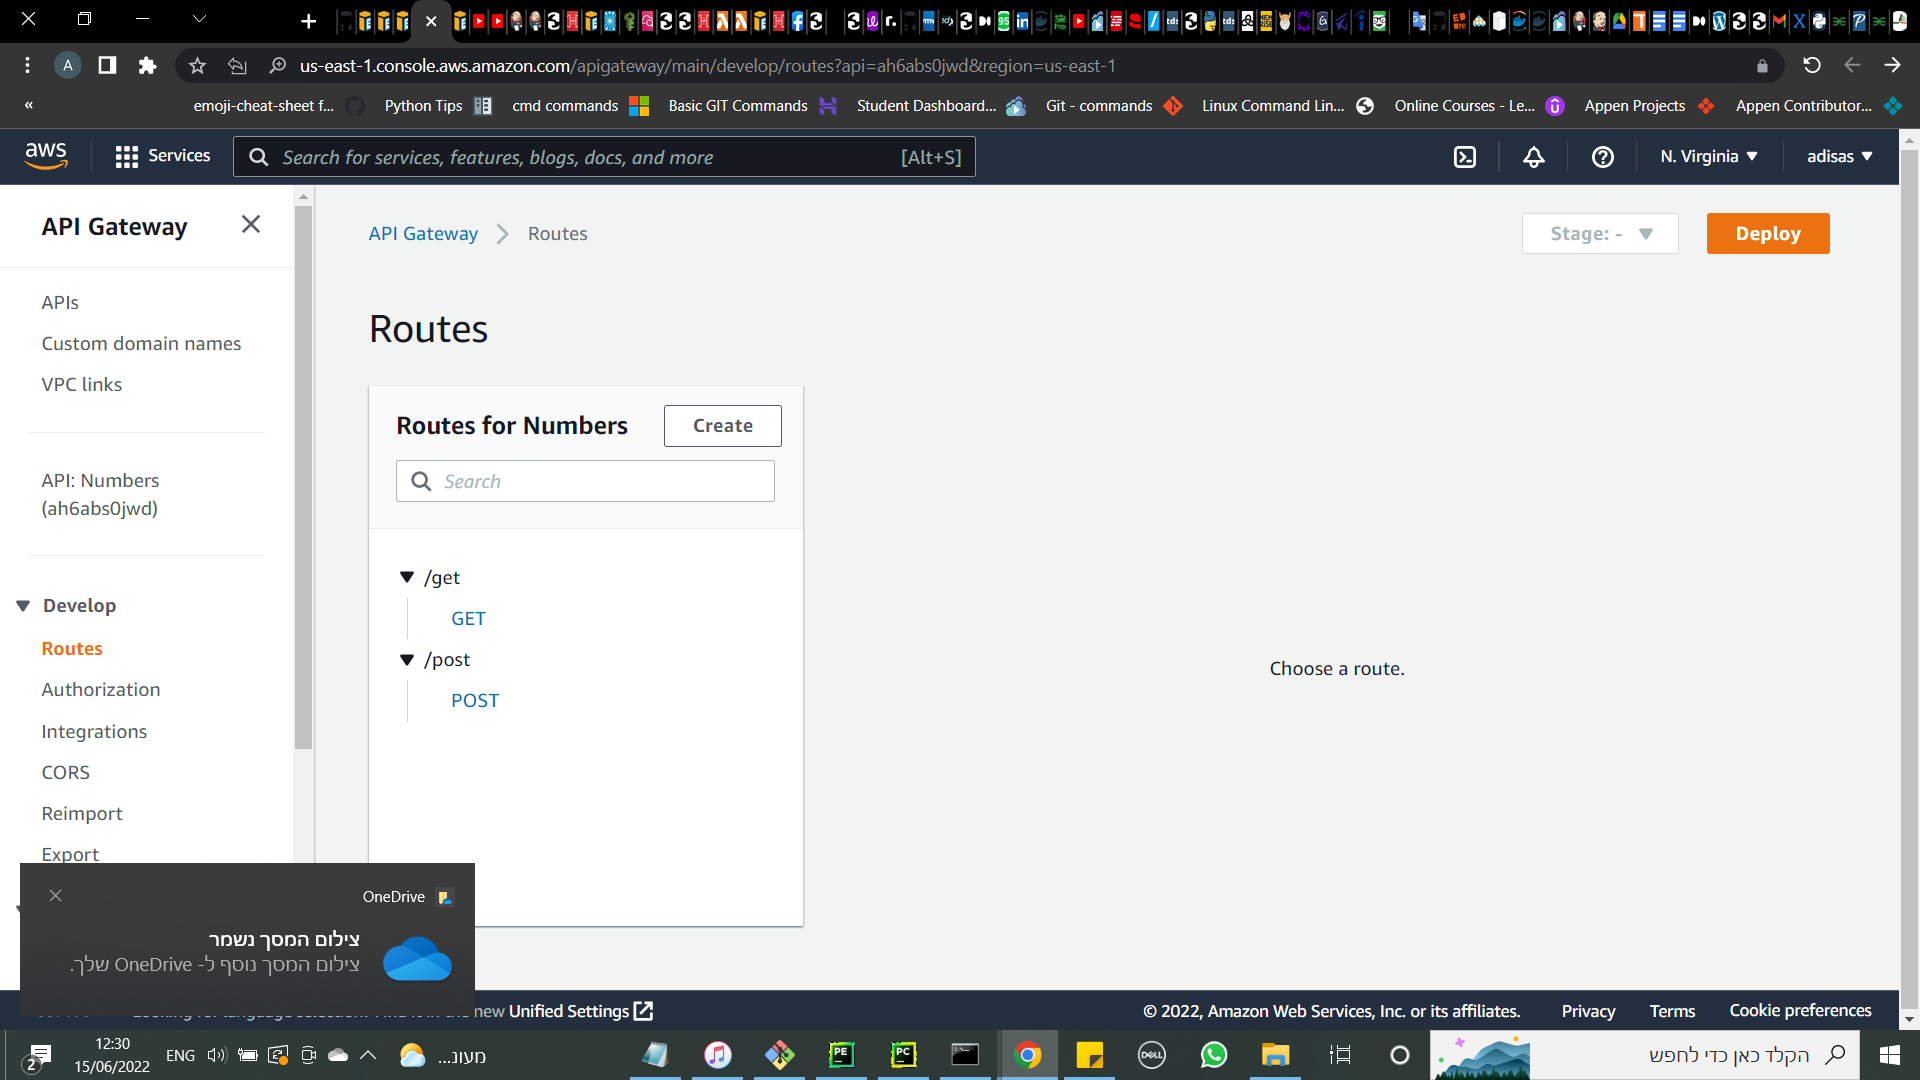 us-east-1.console.aws.amazon.com/apigateway/main/develop/routes?api=ah6abs0jwd&region=us-east-1
emoji-cheat-sheet f...
Python Tips
cmd commands
Basic GIT Commands
Student Dashboard...
Git - commands
Linux Command Lin...
Online Courses - Le...
Appen Projects
Appen Contributor...
aws
Services
Search for services, features, blogs, docs, and more
[Alt+S]
N. Virginia
adisas
API Gateway
APIs
Custom domain names
VPC links
API: Numbers
(ah6abs0jwd)
Develop
Routes
Authorization
Integrations
CORS
Reimport
Export
API Gateway
Routes
Stage: -
Deploy
Routes
Routes for Numbers
Create
Search
/get
GET
/post
POST
Choose a route.
OneDrive
צילום המסך נשמר
צילום המסך נוסף ל- OneDrive שלך.
new Unified Settings
© 2022, Amazon Web Services, Inc. or its affiliates.
Privacy
Terms
Cookie preferences
2
12:30
15/06/2022
ENG
מעונ...
PE
PC
DELL
הקלד כאן כדי לחפש